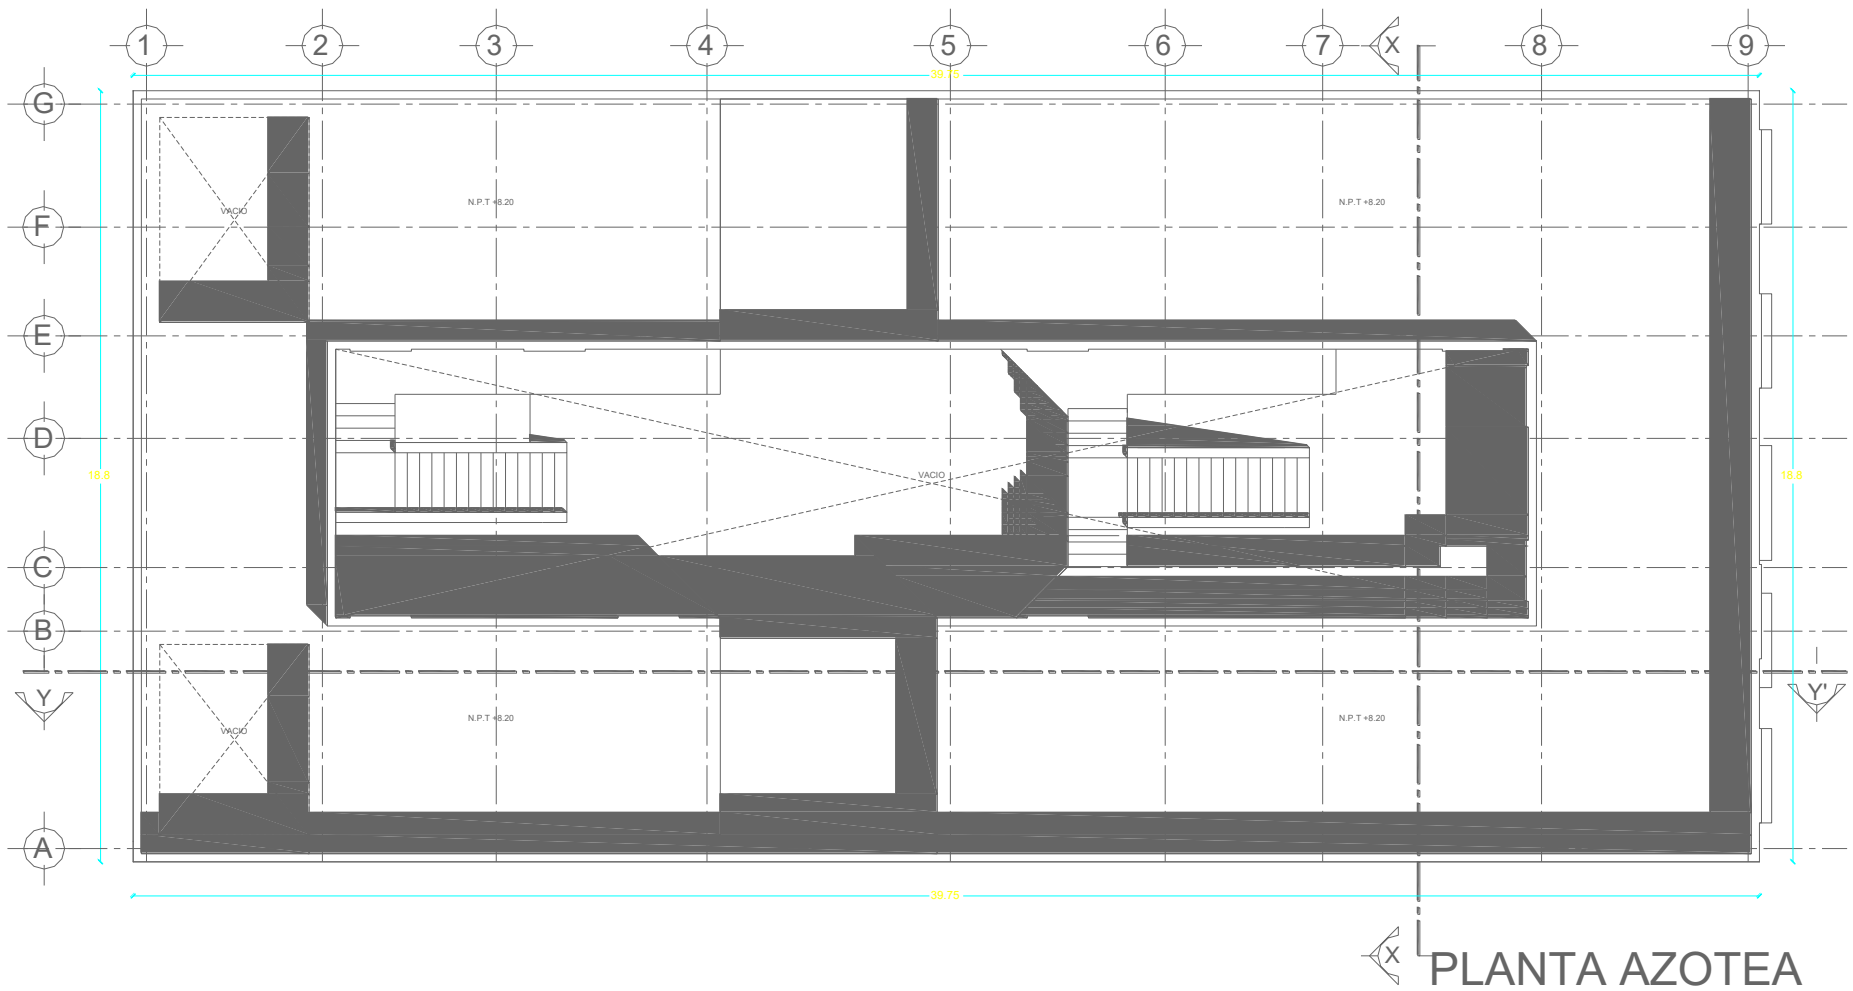 1 2 3 4 5 6 7 X 8 9
39.75
G
F
VACIO N.P.T +8.20 N.P.T +8.20
E
D
18.8 VACIO 18.8
C
B
Y Y'
VACIO N.P.T +8.20 N.P.T +8.20
A
39.75
X
PLANTA AZOTEA